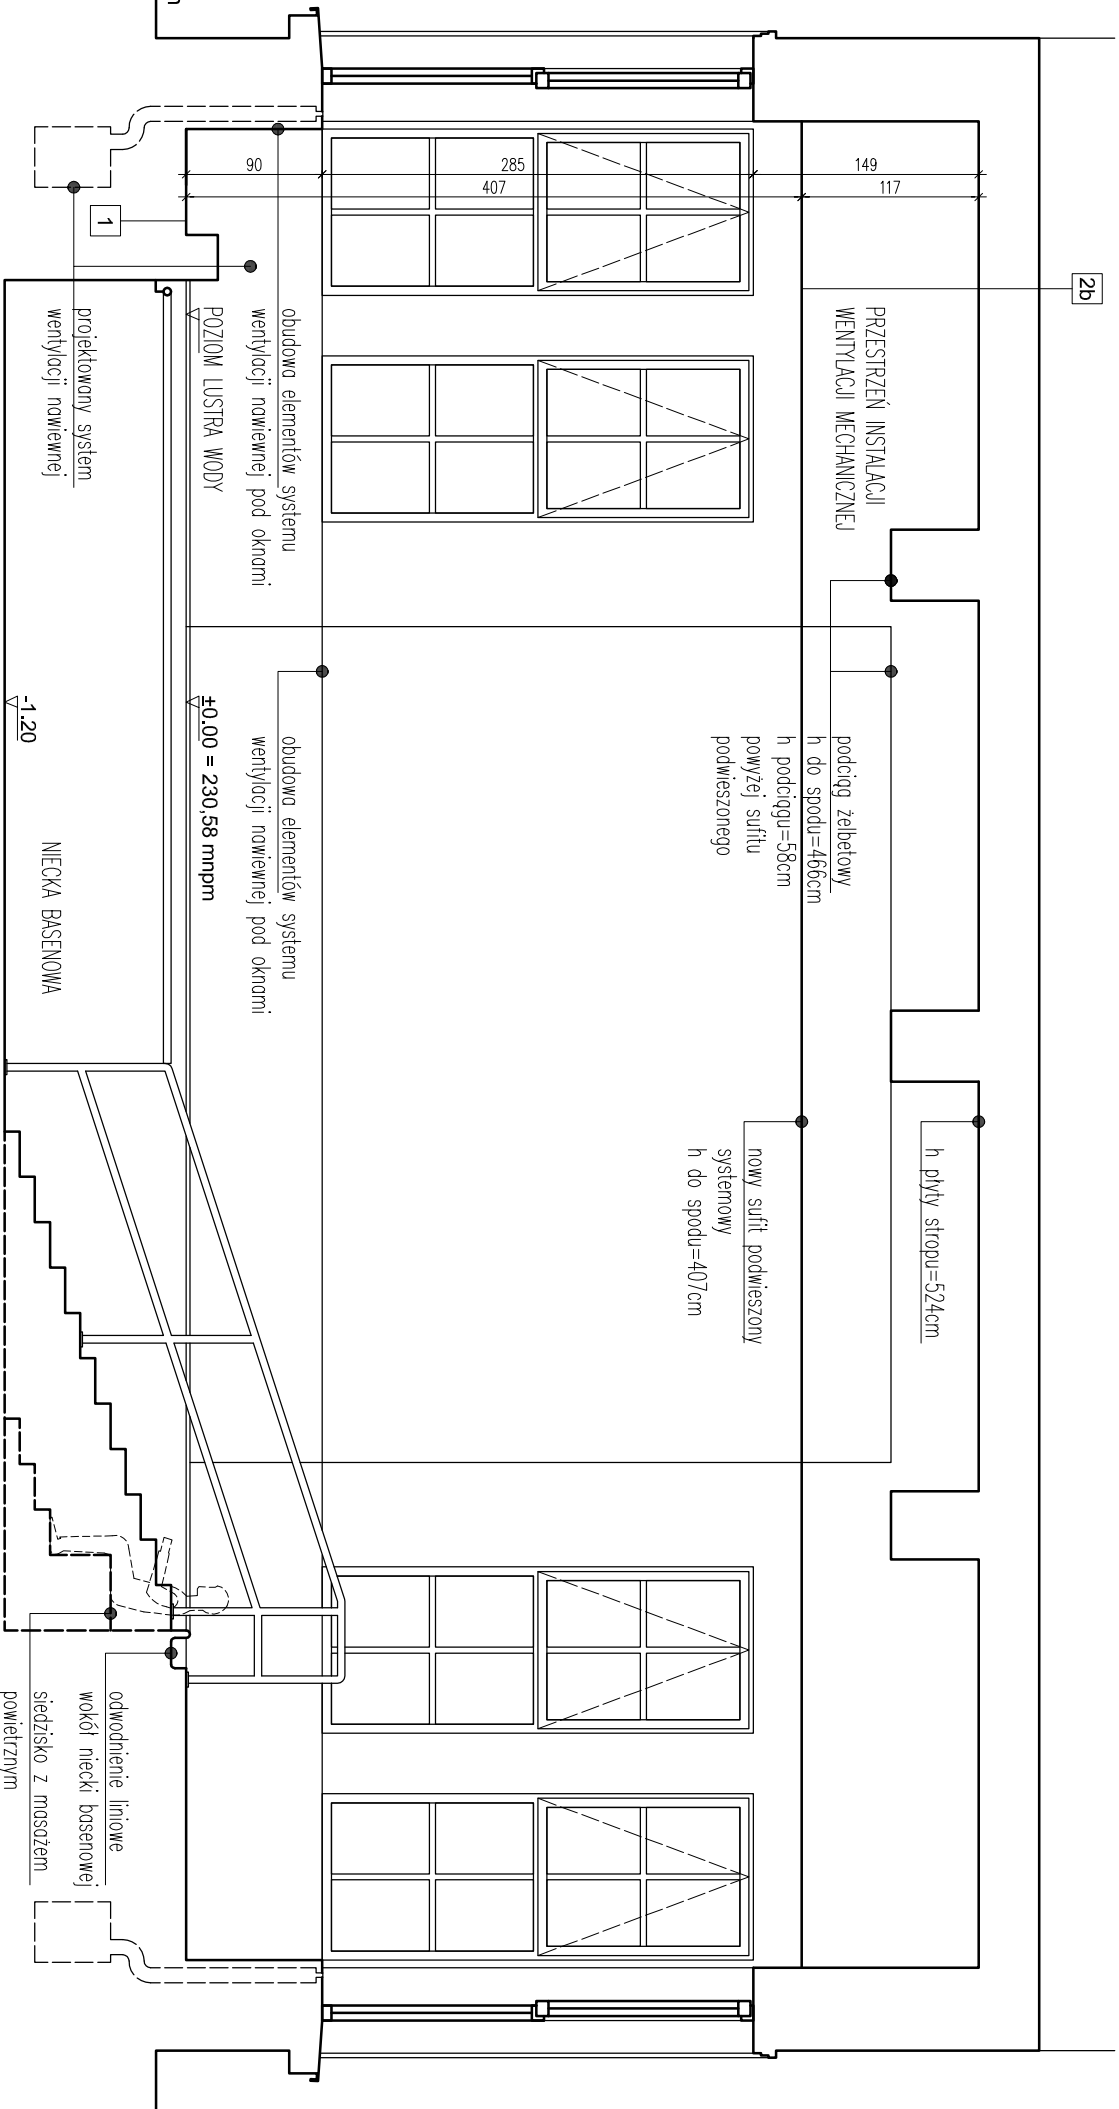 2b
PRZESTRZEŃ INSTALACJI
WENTYLACJI MECHANICZNEJ
149
117
285
407
90
1
podciąg żelbetowy
h do spodu=466cm
h podciągu=58cm
powyżej sufitu
podwieszonego
h płyty stropu=524cm
nowy sufit podwieszony
systemowy
h do spodu=407cm
obudowa elementów systemu
wentylacji nawiewnej pod oknami
POZIOM LUSTRA WODY
projektowany system
wentylacji nawiewnej
obudowa elementów systemu
wentylacji nawiewnej pod oknami
±0.00 = 230,58 mnpm
NIECKA BASENOWA
-1.20
odwodnienie liniowe
wokół niecki basenowej
siedzisko z masażem
powietrznym